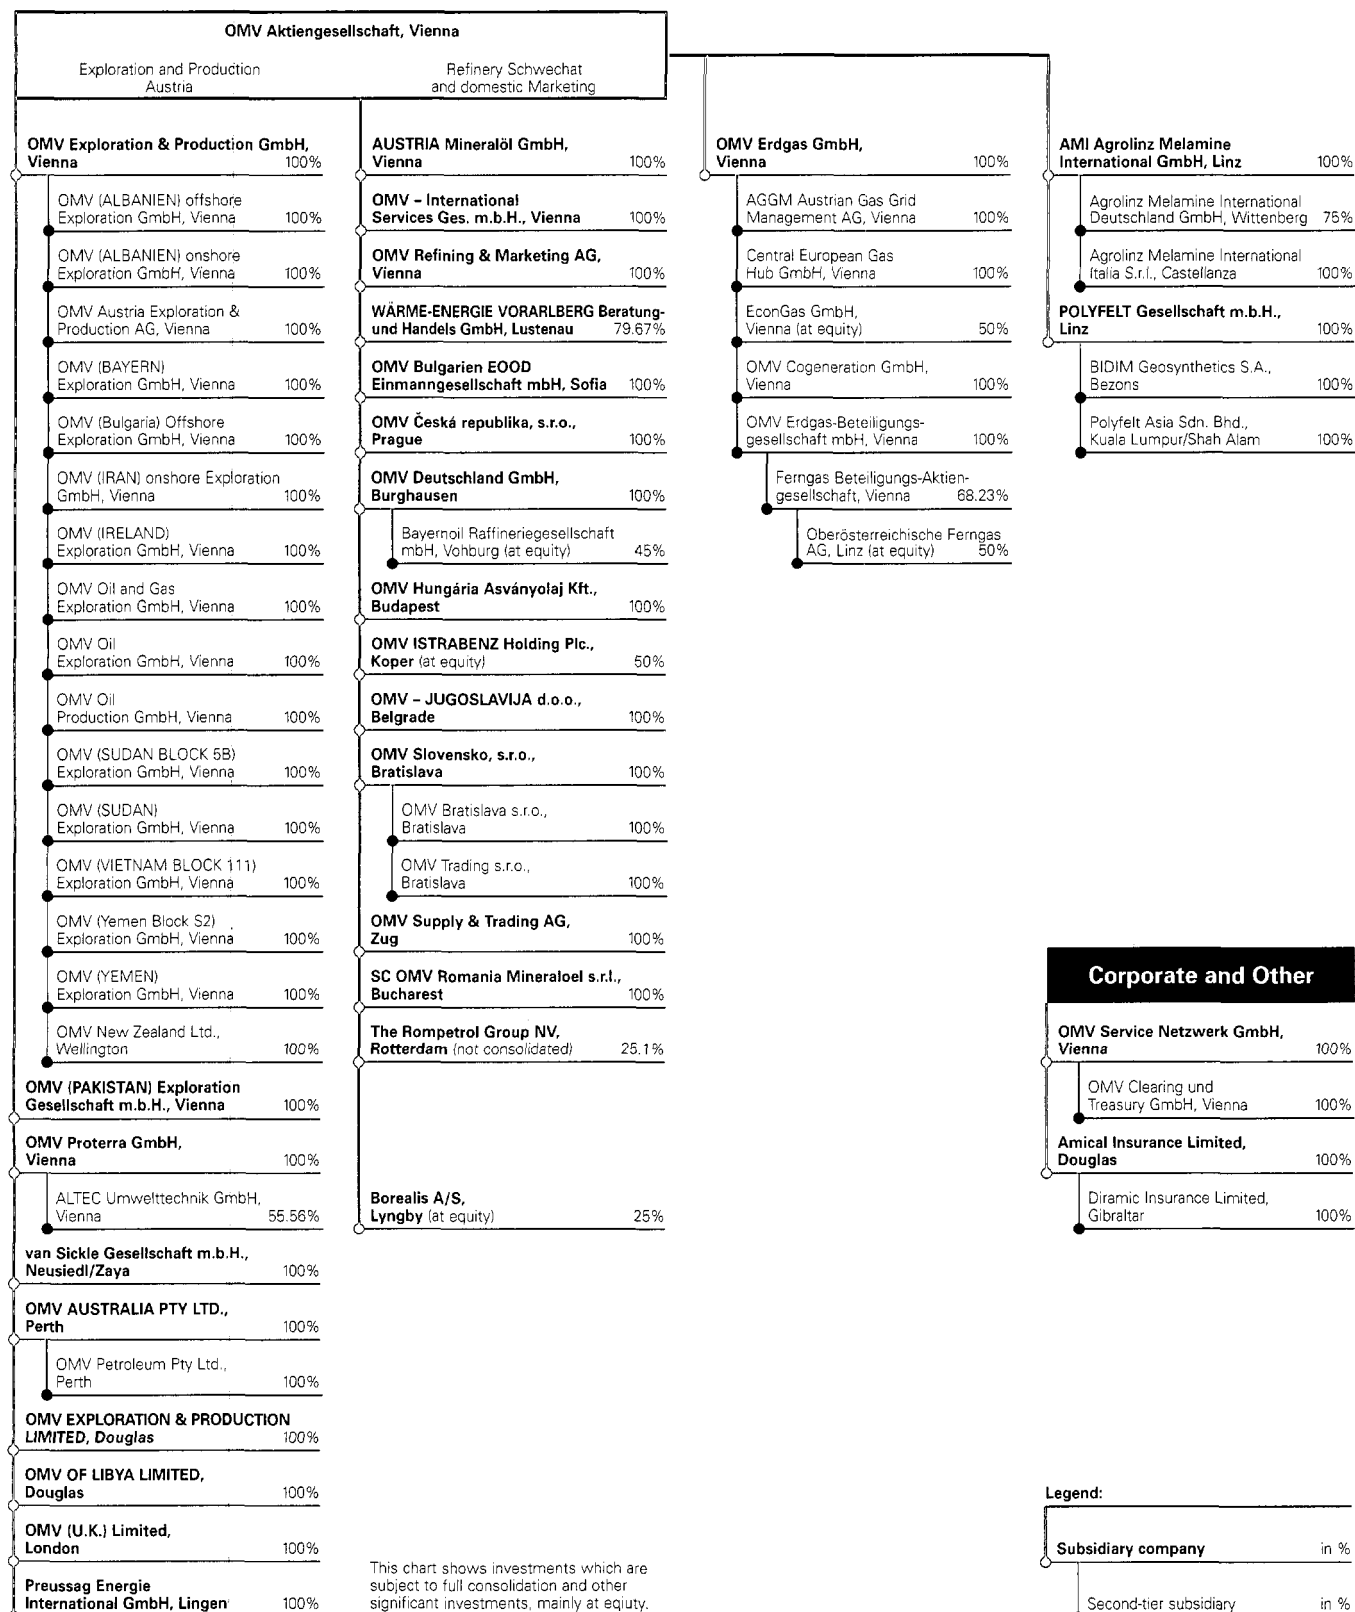 OMV Aktiengesellschaft, Vienna
Exploration and Production
Austria
Refinery Schwechat
and domestic Marketing
OMV Exploration & Production GmbH,
Vienna 100%
OMV (ALBANIEN) offshore
Exploration GmbH, Vienna 100%
OMV (ALBANIEN) onshore
Exploration GmbH, Vienna 100%
OMV Austria Exploration &
Production AG, Vienna 100%
OMV (BAYERN)
Exploration GmbH, Vienna 100%
OMV (Bulgaria) Offshore
Exploration GmbH, Vienna 100%
OMV (IRAN) onshore Exploration
GmbH, Vienna 100%
OMV (IRELAND)
Exploration GmbH, Vienna 100%
OMV Oil and Gas
Exploration GmbH, Vienna 100%
OMV Oil
Exploration GmbH, Vienna 100%
OMV Oil
Production GmbH, Vienna 100%
OMV (SUDAN BLOCK 5B)
Exploration GmbH, Vienna 100%
OMV (SUDAN)
Exploration GmbH, Vienna 100%
OMV (VIETNAM BLOCK 111)
Exploration GmbH, Vienna 100%
OMV (Yemen Block S2)
Exploration GmbH, Vienna 100%
OMV (YEMEN)
Exploration GmbH, Vienna 100%
OMV New Zealand Ltd.,
Wellington 100%
OMV (PAKISTAN) Exploration
Gesellschaft m.b.H., Vienna 100%
OMV Proterra GmbH,
Vienna 100%
ALTEC Umwelttechnik GmbH,
Vienna 55.56%
van Sickle Gesellschaft m.b.H.,
Neusiedl/Zaya 100%
OMV AUSTRALIA PTY LTD.,
Perth 100%
OMV Petroleum Pty Ltd.,
Perth 100%
OMV EXPLORATION & PRODUCTION
LIMITED, Douglas 100%
OMV OF LIBYA LIMITED,
Douglas 100%
OMV (U.K.) Limited,
London 100%
Preussag Energie
International GmbH, Lingen 100%
AUSTRIA Mineralöl GmbH,
Vienna 100%
OMV – International
Services Ges. m.b.H., Vienna 100%
OMV Refining & Marketing AG,
Vienna 100%
WÄRME-ENERGIE VORARLBERG Beratung-
und Handels GmbH, Lustenau 79.67%
OMV Bulgarien EOOD
Einmanngesellschaft mbH, Sofia 100%
OMV Česká republika, s.r.o.,
Prague 100%
OMV Deutschland GmbH,
Burghausen 100%
Bayernoil Raffineriegesellschaft
mbH, Vohburg (at equity) 45%
OMV Hungária Asványolaj Kft.,
Budapest 100%
OMV ISTRABENZ Holding Plc.,
Koper (at equity) 50%
OMV – JUGOSLAVIJA d.o.o.,
Belgrade 100%
OMV Slovensko, s.r.o.,
Bratislava 100%
OMV Bratislava s.r.o.,
Bratislava 100%
OMV Trading s.r.o.,
Bratislava 100%
OMV Supply & Trading AG,
Zug 100%
SC OMV Romania Mineraloel s.r.l.,
Bucharest 100%
The Rompetrol Group NV,
Rotterdam (not consolidated) 25.1%
Borealis A/S,
Lyngby (at equity) 25%
This chart shows investments which are
subject to full consolidation and other
significant investments, mainly at eqiuty.
OMV Erdgas GmbH,
Vienna 100%
AGGM Austrian Gas Grid
Management AG, Vienna 100%
Central European Gas
Hub GmbH, Vienna 100%
EconGas GmbH,
Vienna (at equity) 50%
OMV Cogeneration GmbH,
Vienna 100%
OMV Erdgas-Beteiligungs-
gesellschaft mbH, Vienna 100%
Ferngas Beteiligungs-Aktien-
gesellschaft, Vienna 68.23%
Oberösterreichische Ferngas
AG, Linz (at equity) 50%
AMI Agrolinz Melamine
International GmbH, Linz 100%
Agrolinz Melamine International
Deutschland GmbH, Wittenberg 75%
Agrolinz Melamine International
Italia S.r.l., Castellanza 100%
POLYFELT Gesellschaft m.b.H.,
Linz 100%
BIDIM Geosynthetics S.A.,
Bezons 100%
Polyfelt Asia Sdn. Bhd.,
Kuala Lumpur/Shah Alam 100%
Corporate and Other
OMV Service Netzwerk GmbH,
Vienna 100%
OMV Clearing und
Treasury GmbH, Vienna 100%
Amical Insurance Limited,
Douglas 100%
Diramic Insurance Limited,
Gibraltar 100%
Legend:
Subsidiary company in %
Second-tier subsidiary in %